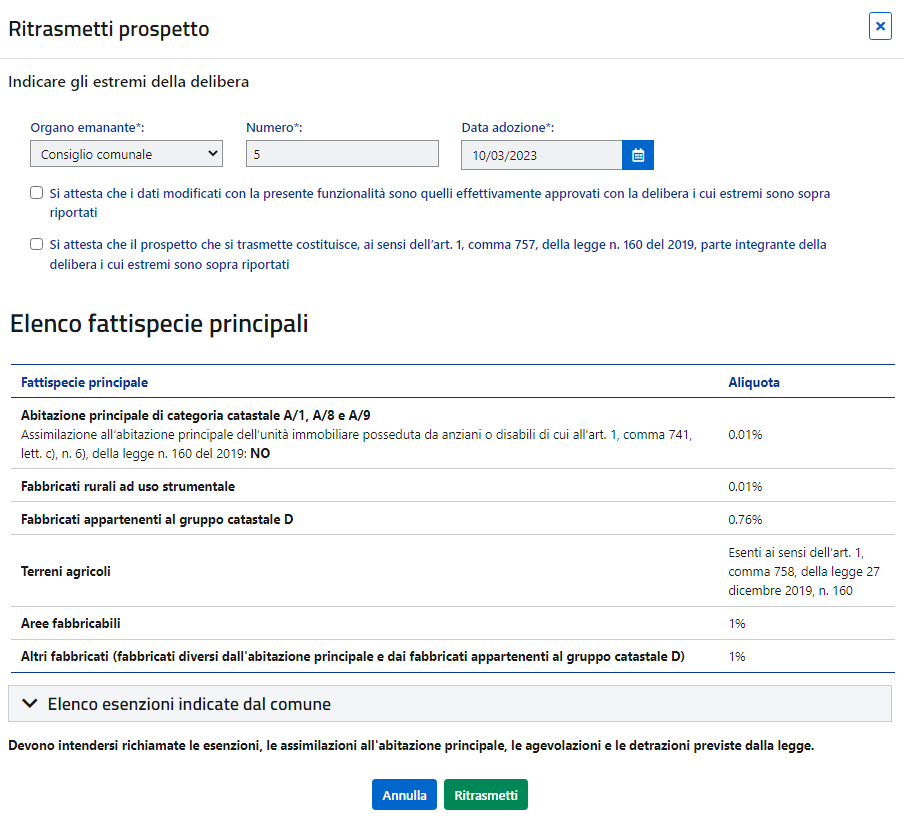 Ritrasmetti prospetto
Indicare gli estremi della delibera
Organo emanante*:
Numero*:
Data adozione*:
Consiglio comunale
5
10/03/2023
Si attesta che i dati modificati con la presente funzionalità sono quelli effettivamente approvati con la delibera i cui estremi sono sopra
riportati
Si attesta che il prospetto che si trasmette costituisce, ai sensi dell'art. 1, comma 757, della legge n. 160 del 2019, parte integrante della
delibera i cui estremi sono sopra riportati
Elenco fattispecie principali
Fattispecie principale
Aliquota
Abitazione principale di categoria catastale A/1, A/8 e A/9
Assimilazione all'abitazione principale dell'unità immobiliare posseduta da anziani o disabili di cui all'art. 1, comma 741,
lett. c), n. 6), della legge n. 160 del 2019: NO
0.01%
Fabbricati rurali ad uso strumentale
0.01%
Fabbricati appartenenti al gruppo catastale D
0.76%
Terreni agricoli
Esenti ai sensi dell'art. 1,
comma 758, della legge 27
dicembre 2019, n. 160
Aree fabbricabili
1%
Altri fabbricati (fabbricati diversi dall'abitazione principale e dai fabbricati appartenenti al gruppo catastale D)
1%
Elenco esenzioni indicate dal comune
Devono intendersi richiamate le esenzioni, le assimilazioni all'abitazione principale, le agevolazioni e le detrazioni previste dalla legge.
Annulla
Ritrasmetti